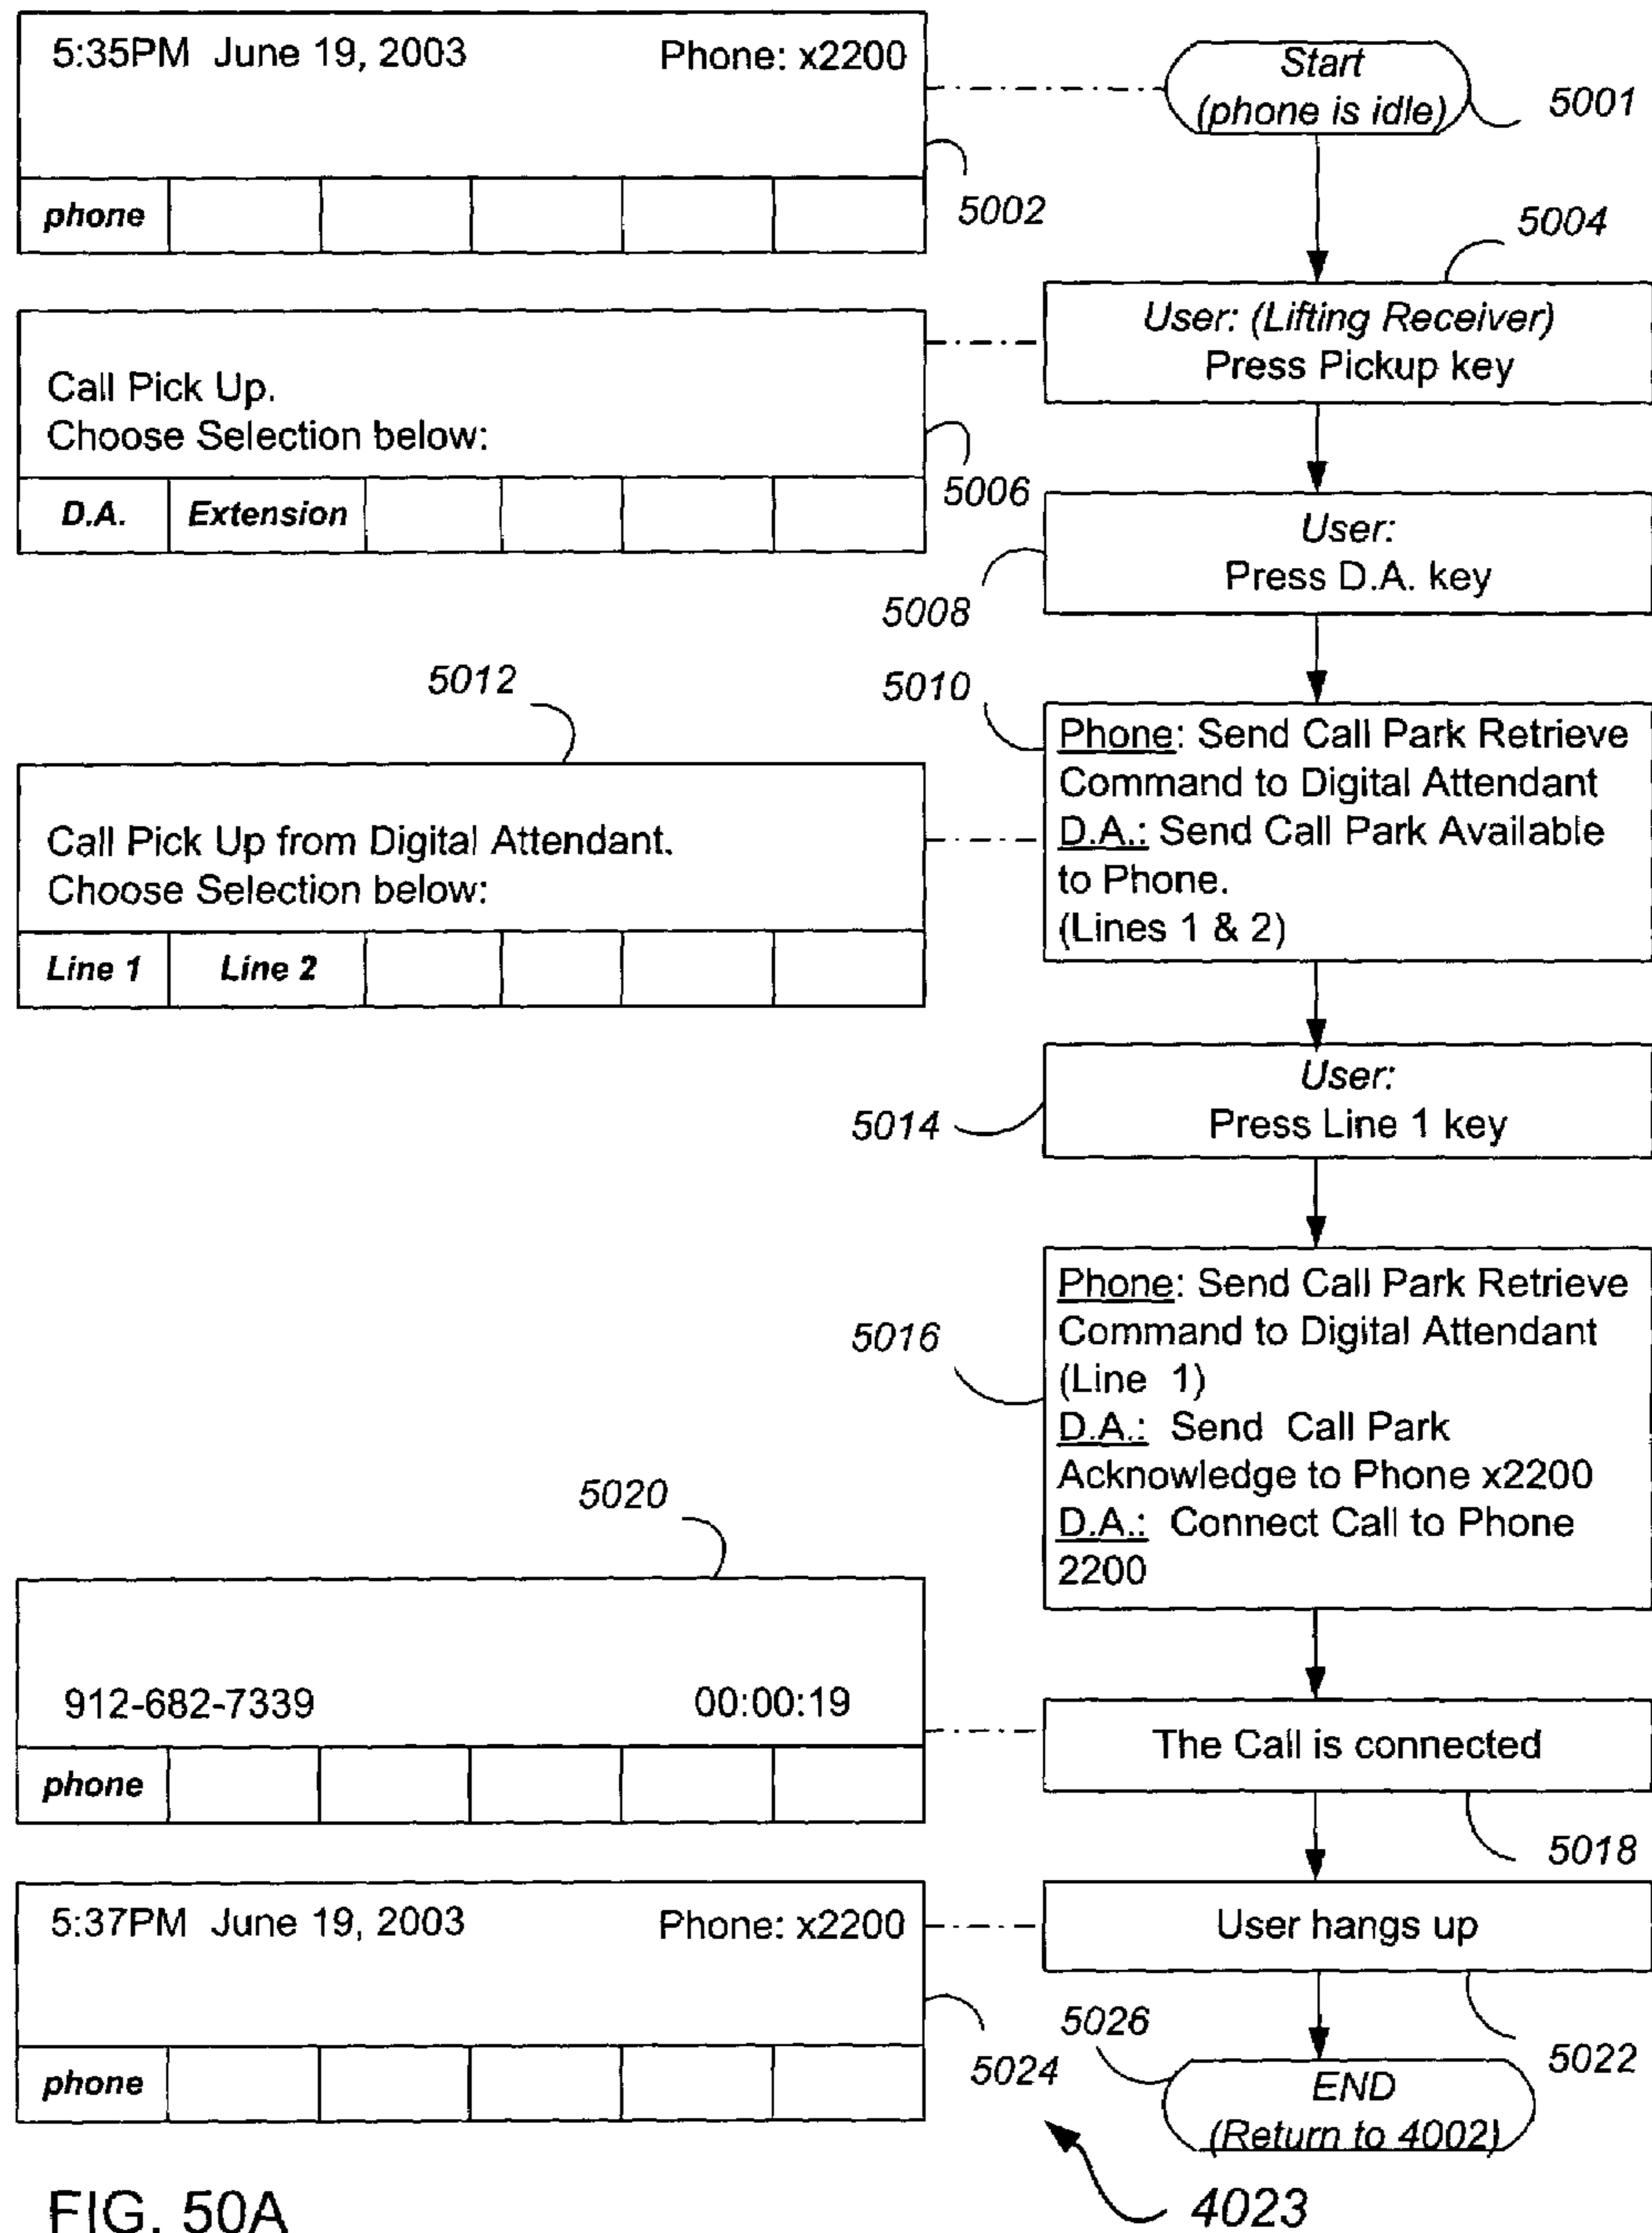 5:35PM June 19, 2003 Phone: x2200
phone
5002
Start
(phone is idle)
5001
5004
User: (Lifting Receiver)
Press Pickup key
Call Pick Up.
Choose Selection below:
D.A. Extension
5006
User:
Press D.A. key
5008
5010
Phone: Send Call Park Retrieve
Command to Digital Attendant
D.A.: Send Call Park Available
to Phone.
(Lines 1 & 2)
5012
Call Pick Up from Digital Attendant.
Choose Selection below:
Line 1 Line 2
User:
Press Line 1 key
5014
Phone: Send Call Park Retrieve
Command to Digital Attendant
(Line 1)
D.A.: Send Call Park
Acknowledge to Phone x2200
D.A.: Connect Call to Phone
2200
5016
5020
912-682-7339 00:00:19
phone
The Call is connected
5018
5:37PM June 19, 2003 Phone: x2200
phone
5024
User hangs up
5022
5026
END
(Return to 4002)
4023
FIG. 50A